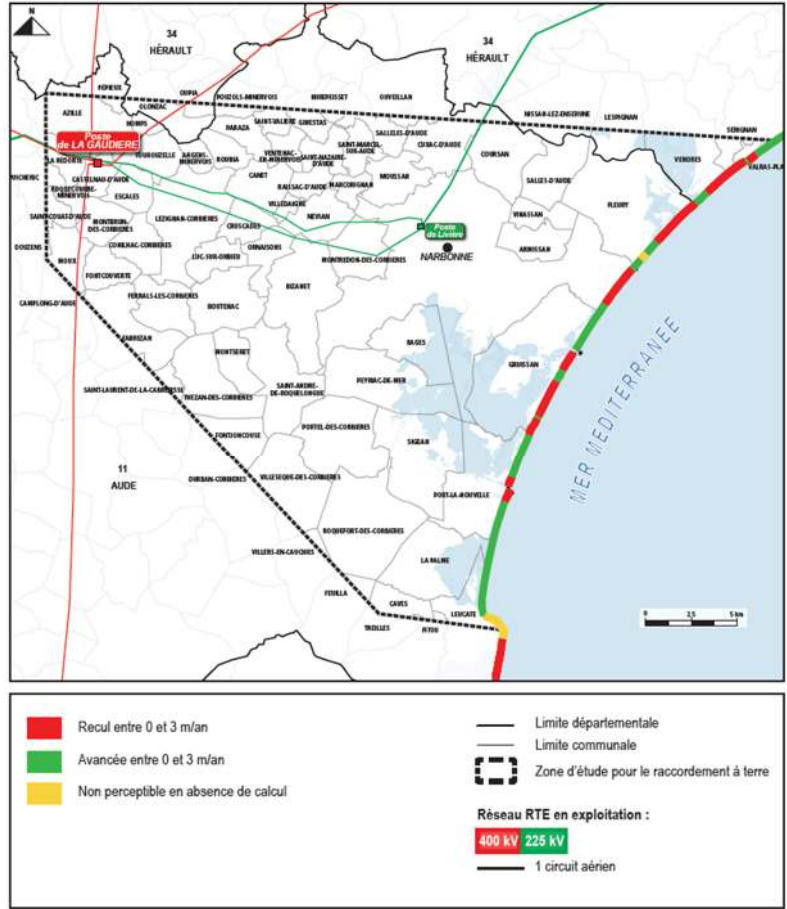 N
34
HÉRAULT
34
HÉRAULT
PEPIEUX
OUPIA
POUZOLS-MINERVOIS
MIREPEISSET
OUVEILLAN
AZILLE
OLONZAC
HOMPS
NISSAN-LEZ-ENSERUNE
LESPIGNAN
SERIGNAN
Poste
de LA GAUDIERE
PARAZA
SAINT-VALIERE
GINESTAS
SALLELES-D'AUDE
CUXAC-D'AUDE
COURSAN
VENDRES
VALRAS-PLA
LA REDORTE
TOUROUZELLE
ARGENS-
MINERVOIS
ROUBIA
VENTENAC-
EN-MINERVOIS
SAINT-NAZAIRE-
D'AUDE
SAINT-MARCEL-
SUR-AUDE
PUICHERIC
CASTELNAU-D'AUDE
CANET
RAISSAC-D'AUDE
MARCORIGNAN
MOUSSAN
SALLES-D'AUDE
ROQUECOURBE-
MINERVOIS
ESCALES
VILLEDAIGNE
FLEURY
SAINT-COUAT-D'AUDE
MONTBRUN-
DES-CORBIERES
LEZIGNAN-CORBIERES
CRUSCADES
NEVIAN
Poste
de Livière
VINASSAN
DOUZENS
CONILHAC-CORBIERES
ORNAISONS
NARBONNE
ARMISSAN
MOUX
LUC-SUR-ORBIEU
MONTREDON-DES-CORBIERES
FONTCOUVERTE
BIZANET
CAMPLONG-D'AUDE
FERRALS-LES-CORBIERES
BOUTENAC
FABREZAN
BAGES
MONTSERET
GRUISSAN
SAINT-LAURENT-DE-LA-CABRERISSE
THEZAN-DES-CORBIERES
SAINT-ANDRE-
DE-ROQUELONGUE
PEYRIAC-DE-MER
MER MEDITERRANEE
FONTJONCOUSE
PORTEL-DES-CORBIERES
SIGEAN
11
AUDE
DURBAN-CORBIERES
VILLESEQUE-DES-CORBIERES
PORT-LA-NOUVELLE
ROQUEFORT-DES-CORBIERES
VILLERS-EN-CAUCHIES
LA PALME
FEUILLA
CAVES
LEUCATE
TREILLES
FITOU
0 2,5 5 km
Recul entre 0 et 3 m/an
Avancée entre 0 et 3 m/an
Non perceptible en absence de calcul
Limite départementale
Limite communale
Zone d'étude pour le raccordement à terre
Réseau RTE en exploitation :
400 kV 225 kV
1 circuit aérien